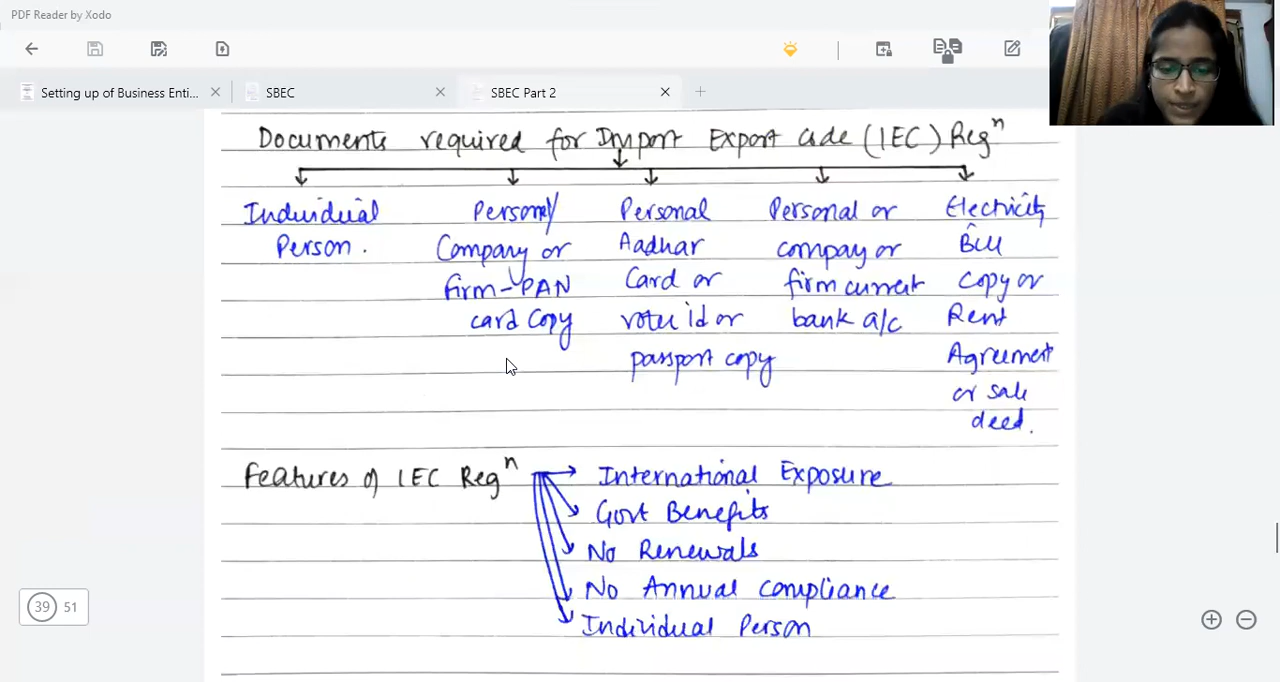 PDF Reader by Xodo
Setting up of Business Enti...
SBEC
SBEC Part 2
Documents required for Import Export Code (IEC) Regn
Individual
Person.
Personal/
Company or
firm-PAN
card Copy
Personal
Aadhar
Card or
voter id or
passport copy
Personal or
compay or
firm current
bank a/c
Electricity
Bill
Copy or
Rent
Agreement
or sale
deed.
Features of IEC Regn
International Exposure
Govt Benefits
No Renewals
No Annual Compliance
Individual Person
39 51